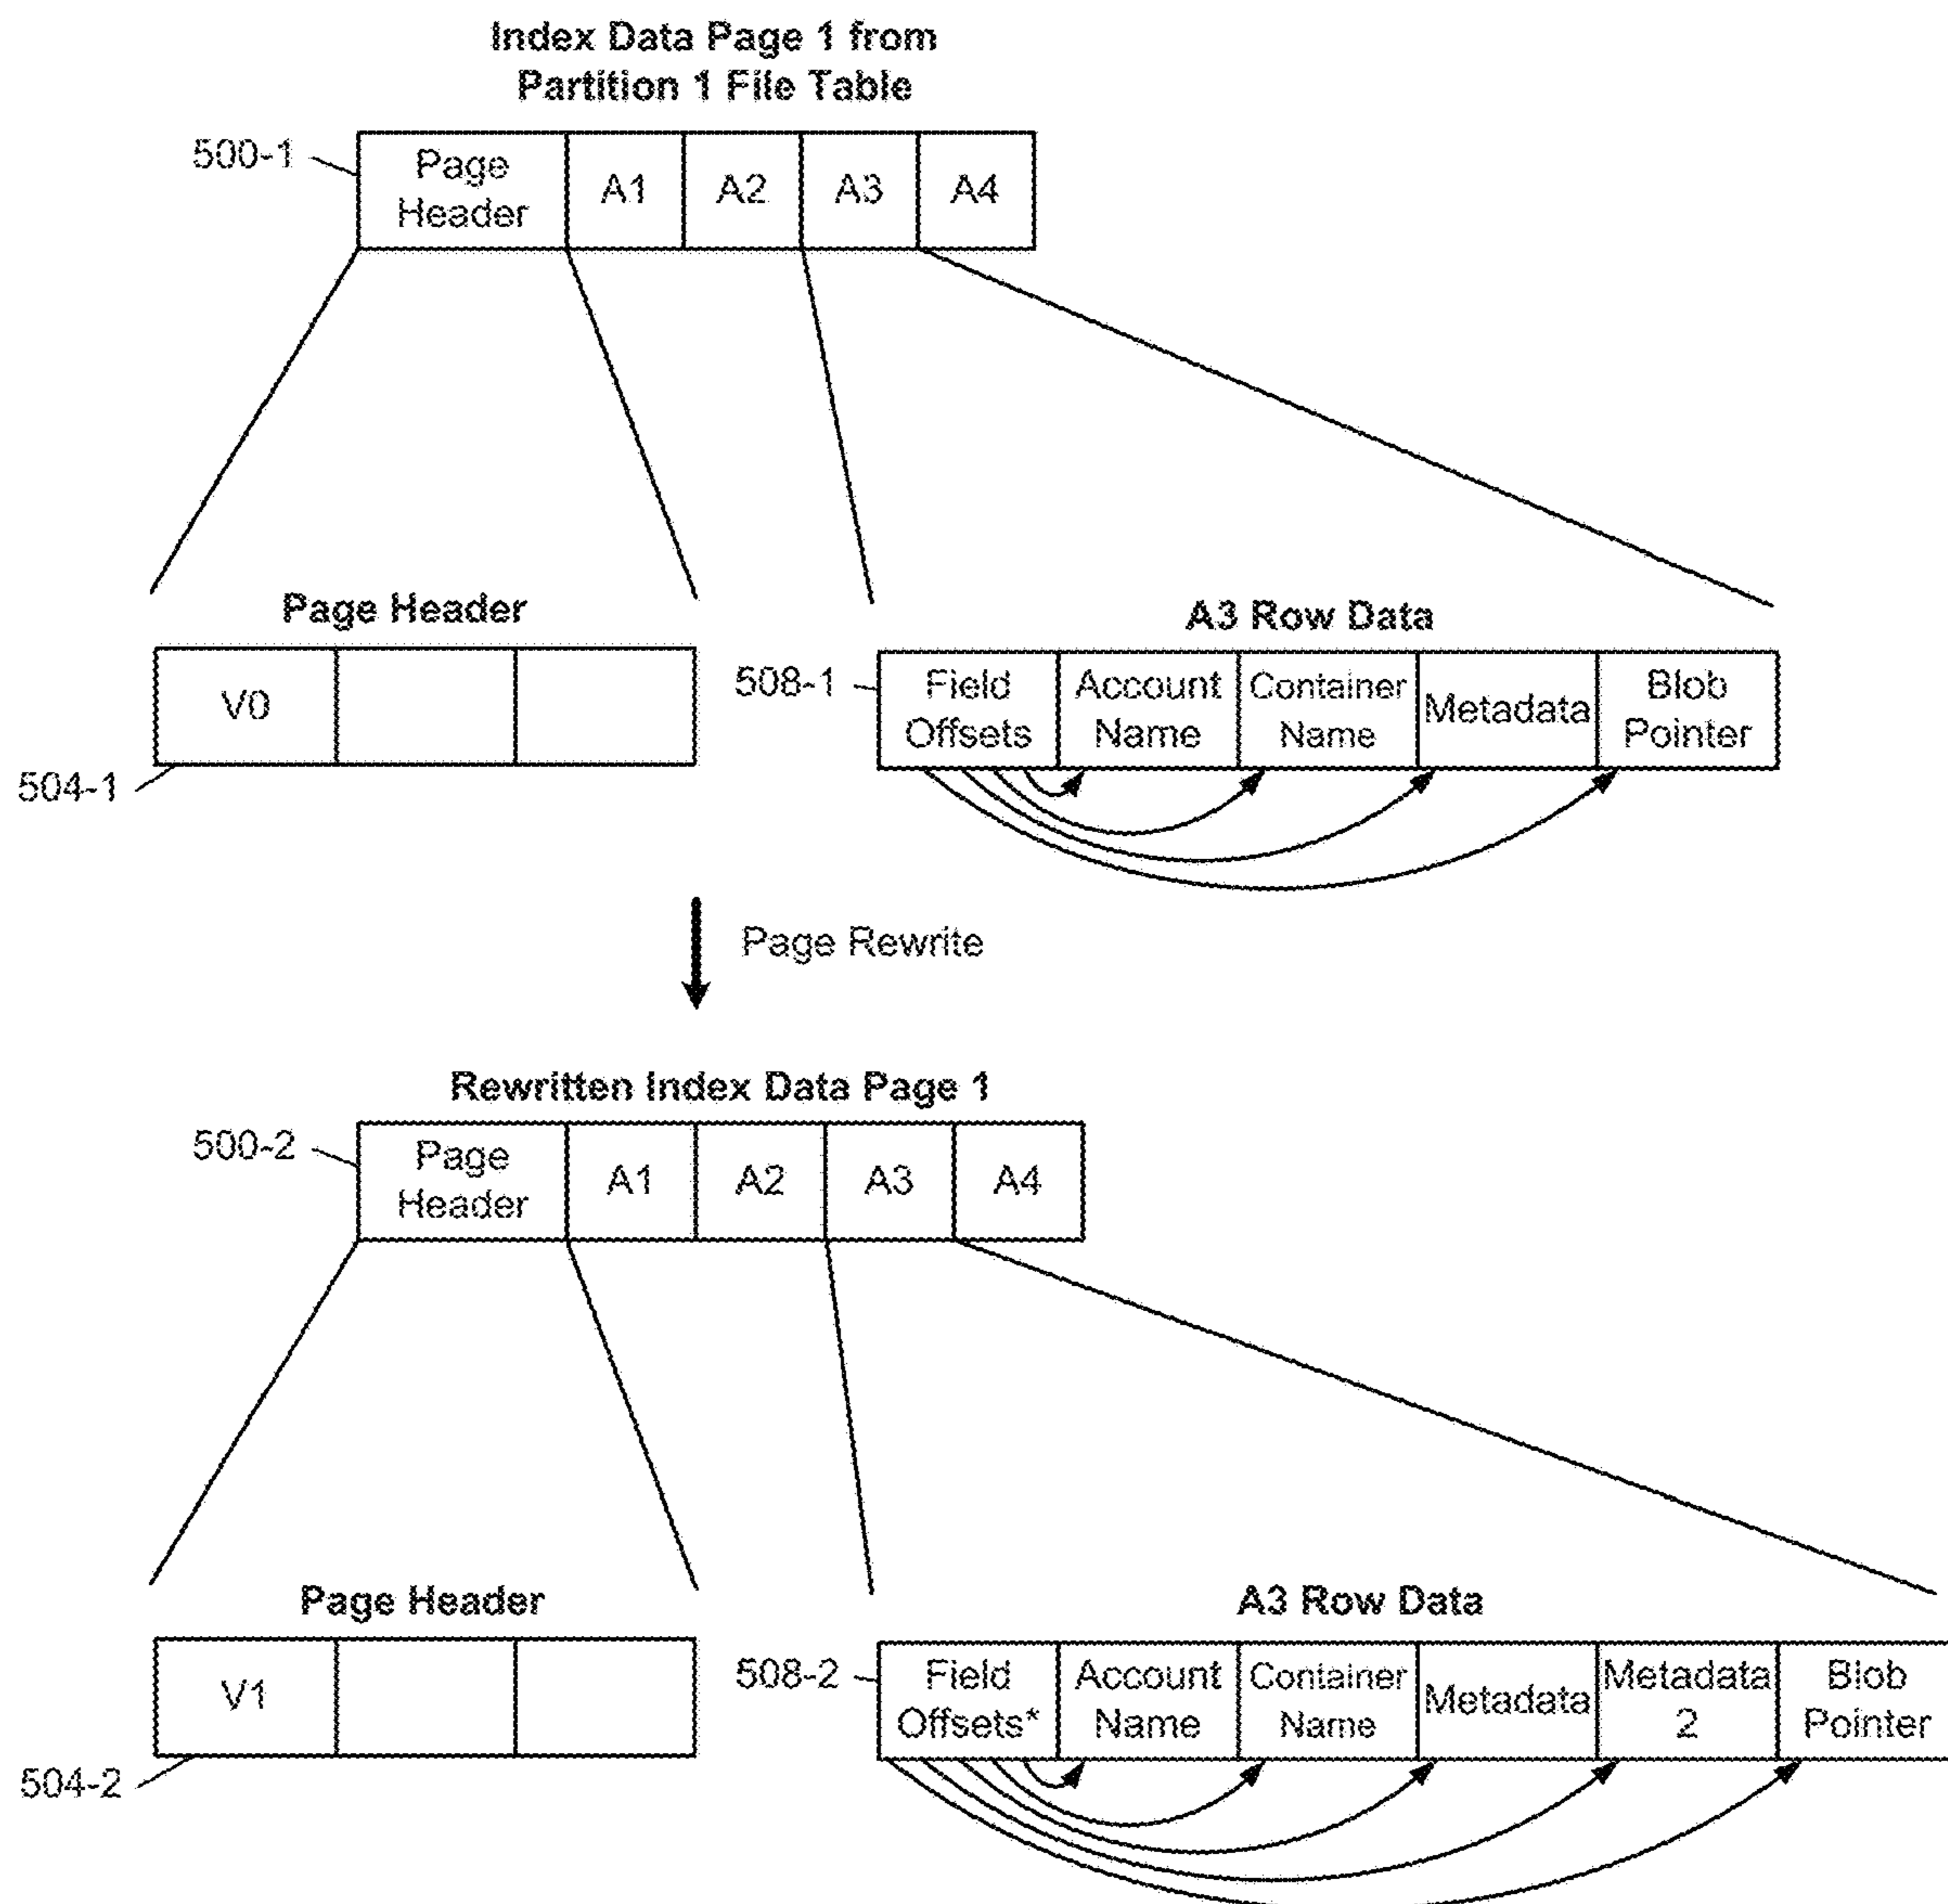 Index Data Page 1 from
Partition 1 File Table
500-1
Page
Header
A1
A2
A3
A4
Page Header
V0
504-1
A3 Row Data
508-1
Field
Offsets
Account
Name
Container
Name
Metadata
Blob
Pointer
Page Rewrite
Rewritten Index Data Page 1
500-2
Page
Header
A1
A2
A3
A4
Page Header
V1
504-2
A3 Row Data
508-2
Field
Offsets*
Account
Name
Container
Name
Metadata
Metadata
2
Blob
Pointer